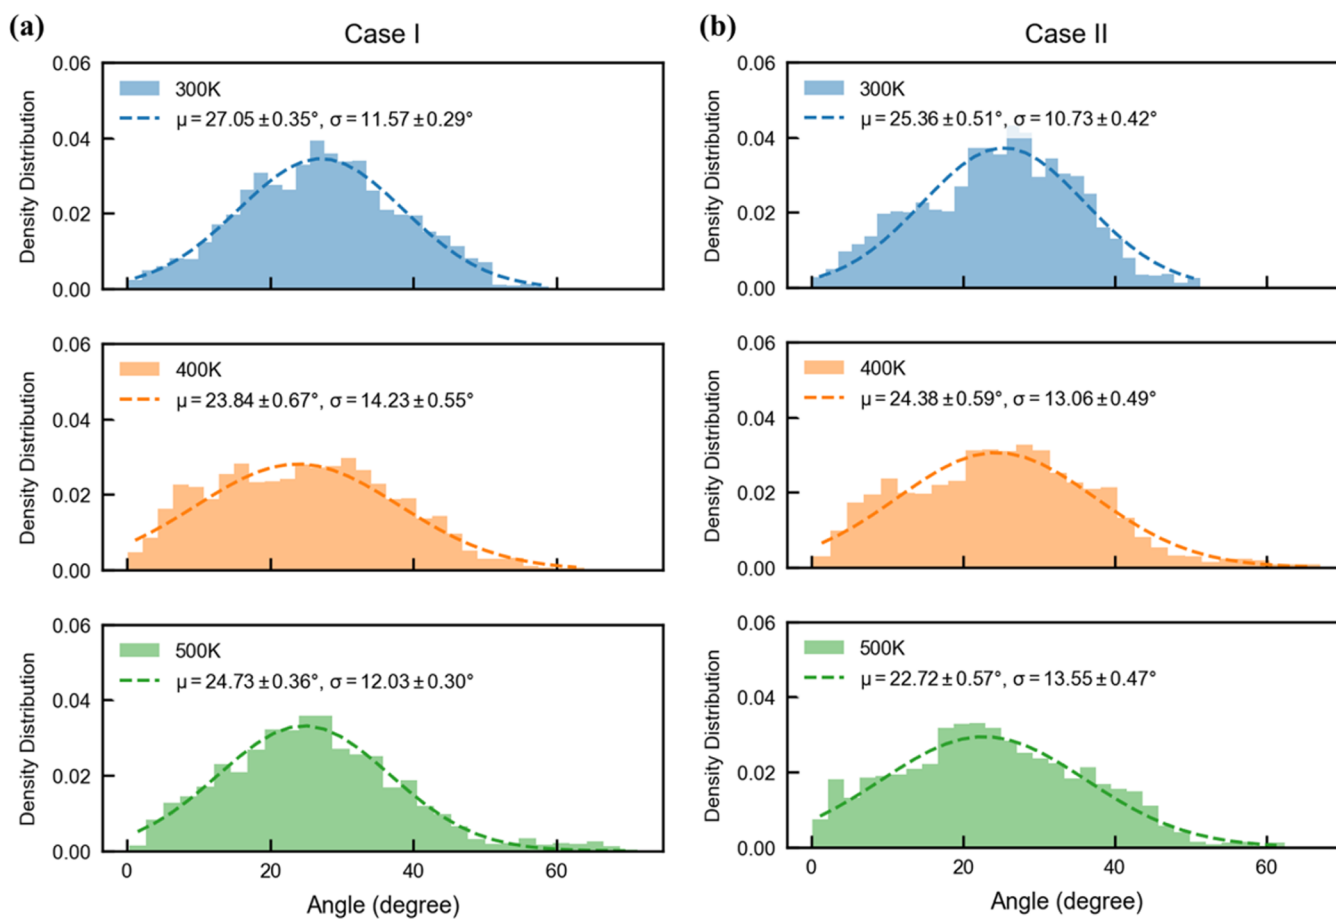 (a)
Case I
0.06
0.04
0.02
0.00
Density Distribution
300K
μ = 27.05 ± 0.35°, σ = 11.57 ± 0.29°
0.06
0.04
0.02
0.00
Density Distribution
400K
μ = 23.84 ± 0.67°, σ = 14.23 ± 0.55°
0.06
0.04
0.02
0.00
Density Distribution
500K
μ = 24.73 ± 0.36°, σ = 12.03 ± 0.30°
0 20 40 60
Angle (degree)
(b)
Case II
0.06
0.04
0.02
0.00
Density Distribution
300K
μ = 25.36 ± 0.51°, σ = 10.73 ± 0.42°
0.06
0.04
0.02
0.00
Density Distribution
400K
μ = 24.38 ± 0.59°, σ = 13.06 ± 0.49°
0.06
0.04
0.02
0.00
Density Distribution
500K
μ = 22.72 ± 0.57°, σ = 13.55 ± 0.47°
0 20 40 60
Angle (degree)